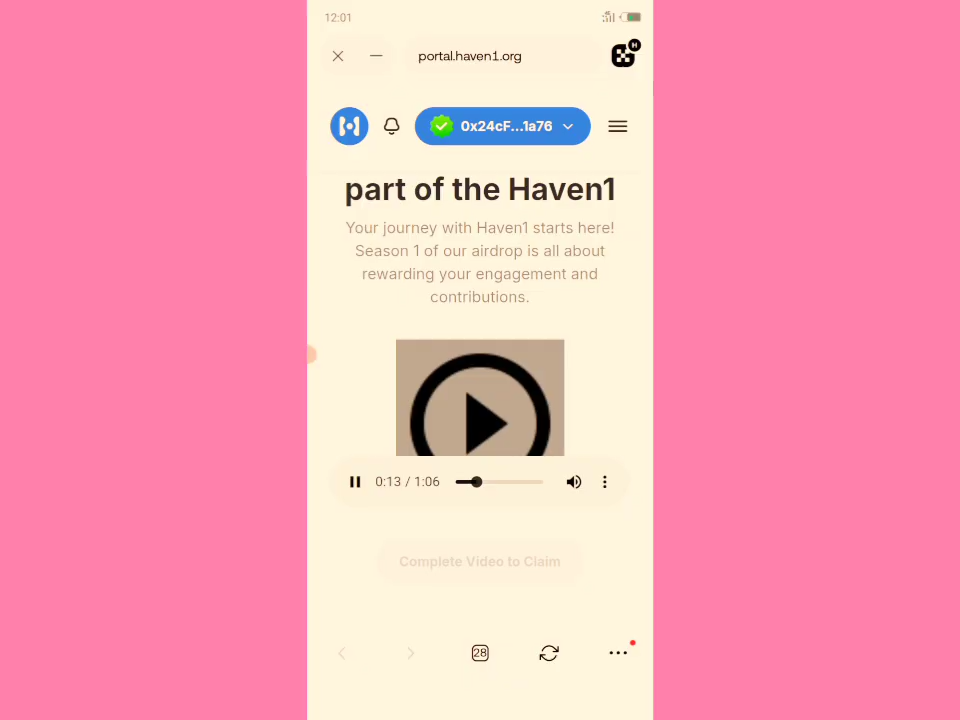 12:01
portal.haven1.org
H
0x24cF...1a76
part of the Haven1
Your journey with Haven1 starts here!
Season 1 of our airdrop is all about
rewarding your engagement and
contributions.
0:13 / 1:06
Complete Video to Claim
28